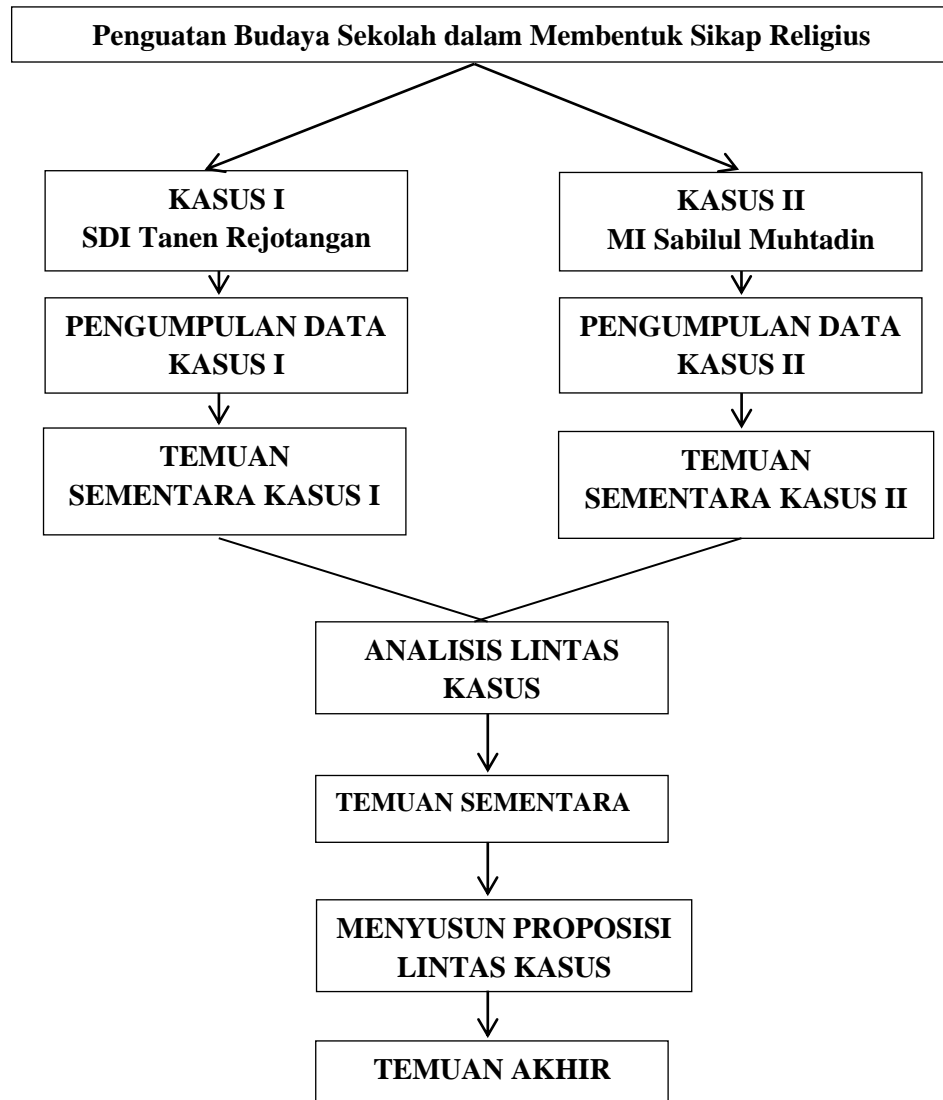 Penguatan Budaya Sekolah dalam Membentuk Sikap Religius
KASUS I
SDI Tanen Rejotangan
KASUS II
MI Sabilul Muhtadin
PENGUMPULAN DATA
KASUS I
PENGUMPULAN DATA
KASUS II
TEMUAN
SEMENTARA KASUS I
TEMUAN
SEMENTARA KASUS II
ANALISIS LINTAS
KASUS
TEMUAN SEMENTARA
MENYUSUN PROPOSISI
LINTAS KASUS
TEMUAN AKHIR